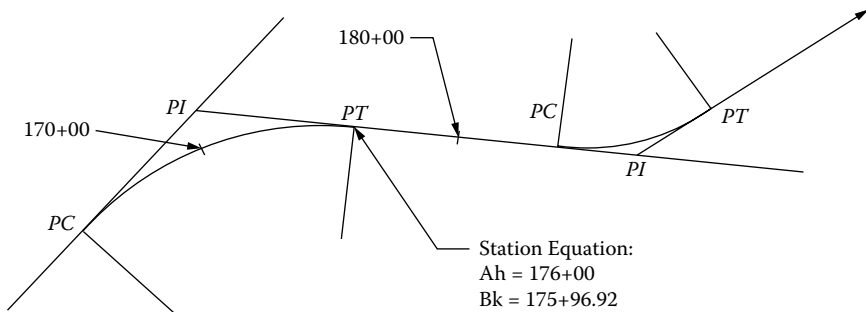 180+00
PI
PT
PC
PT
170+00
PI
PC
Station Equation:
Ah = 176+00
Bk = 175+96.92